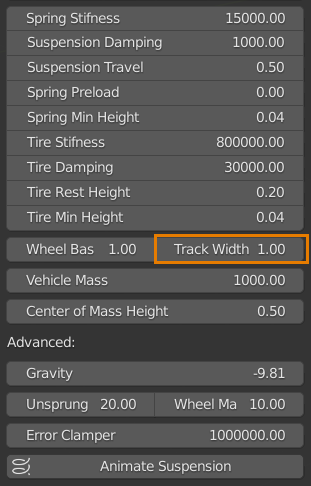 Spring Stifness 15000.00
Suspension Damping 1000.00
Suspension Travel 0.50
Spring Preload 0.00
Spring Min Height 0.04
Tire Stifness 800000.00
Tire Damping 30000.00
Tire Rest Height 0.20
Tire Min Height 0.04
Wheel Bas 1.00 Track Width 1.00
Vehicle Mass 1000.00
Center of Mass Height 0.50
Advanced:
Gravity -9.81
Unsprung 20.00 Wheel Ma 10.00
Error Clamper 1000000.00
Animate Suspension